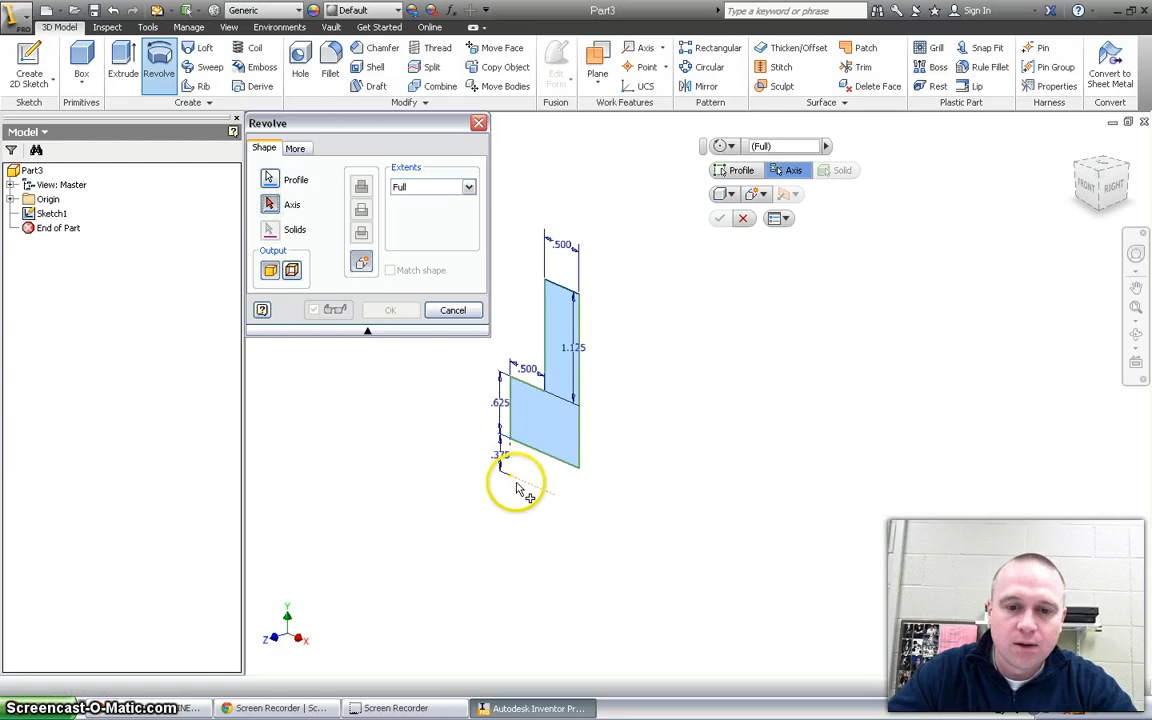 PRO Generic Default Part3 Type a keyword or phrase Sign In
3D Model Inspect Tools Manage View Environments Vault Get Started Online
Create 2D Sketch Box Extrude Revolve Loft Coil Hole Fillet Chamfer Thread Move Face Edit Form Plane Axis Rectangular Thicken/Offset Patch Grill Snap Fit Pin Convert to Sheet Metal
Sweep Emboss Shell Split Copy Object Point Circular Stitch Trim Boss Rule Fillet Pin Group
Rib Derive Draft Combine Move Bodies UCS Mirror Sculpt Delete Face Rest Lip Properties
Sketch Primitives Create Modify Fusion Work Features Pattern Surface Plastic Part Harness Convert
Model
Part3
View: Master
Origin
Sketch1
End of Part
Revolve
Shape More
Profile
Axis
Solids
Output
Extents
Full
Match shape
OK Cancel
(Full)
Profile Axis Solid
FRONT RIGHT
.500
1.125
.500
.625
.375
Y
Z X
Screencast-O-Matic.com NE... Screen Recorder | Sc... Screen Recorder Autodesk Inventor Pr...